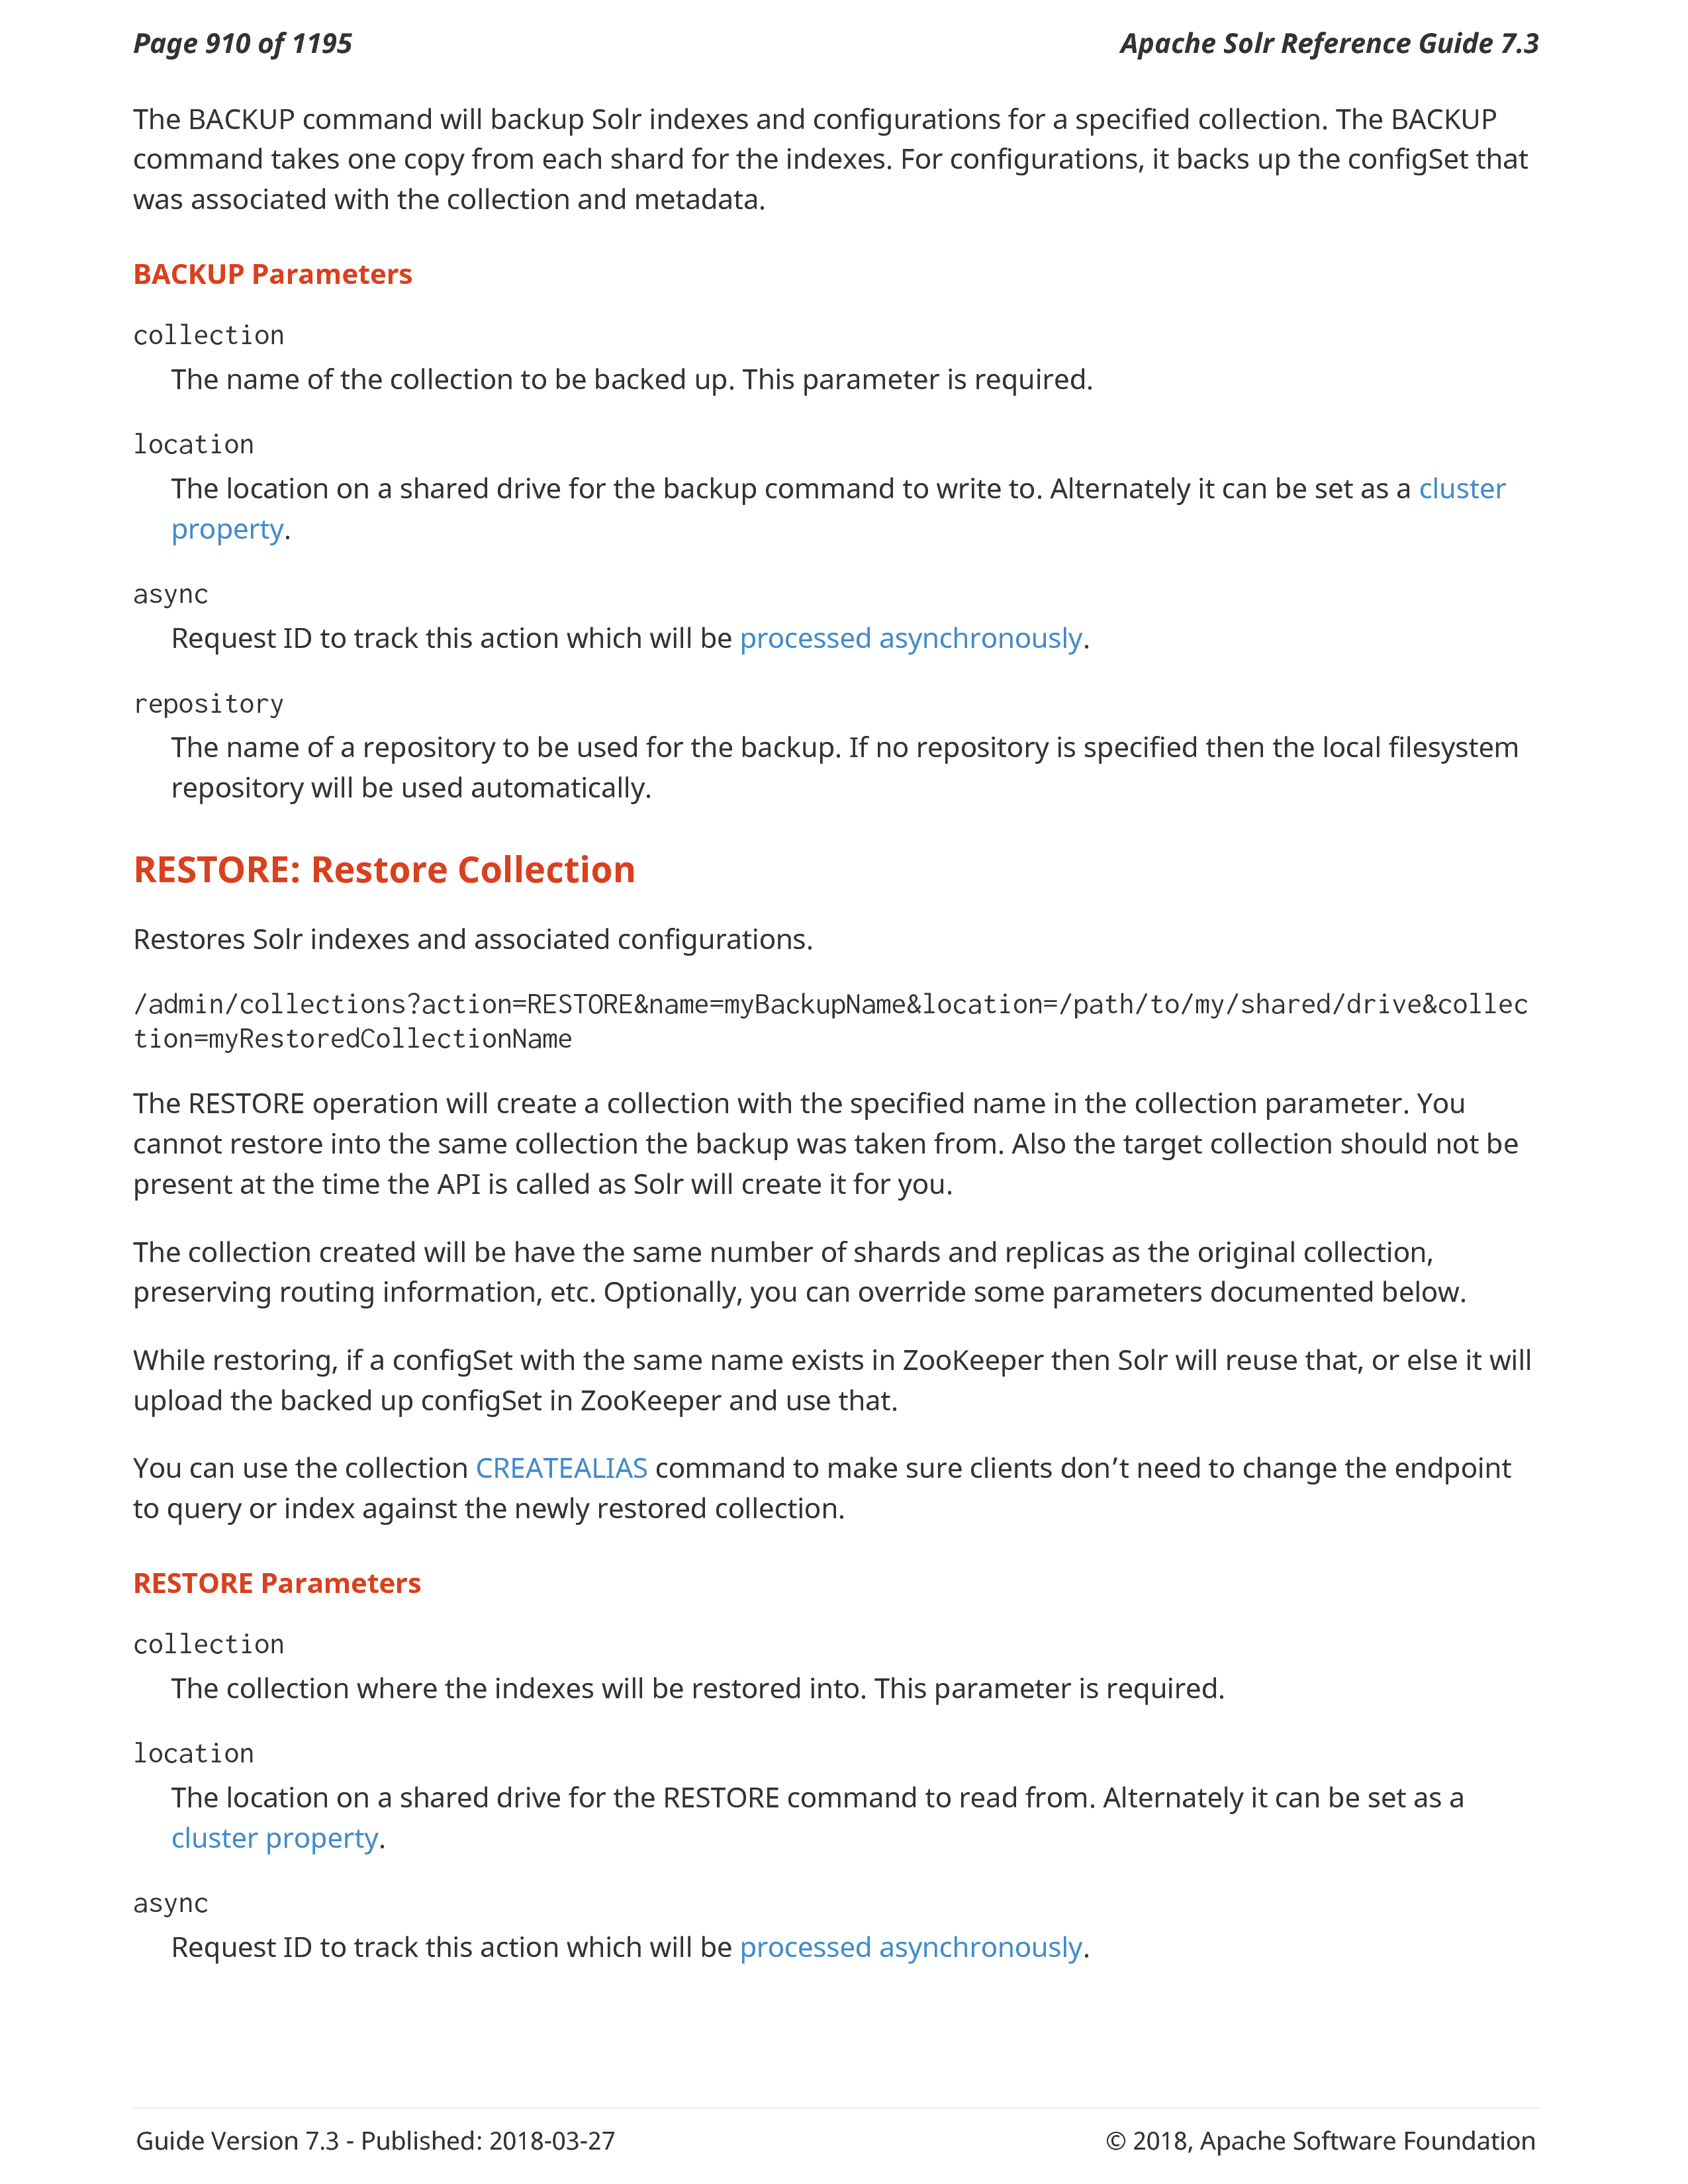 Page 910 of 1195
Apache Solr Reference Guide 7.3
The BACKUP command will backup Solr indexes and configurations for a specified collection. The BACKUP
command takes one copy from each shard for the indexes. For configurations, it backs up the configSet that
was associated with the collection and metadata.
BACKUP Parameters
collection
The name of the collection to be backed up. This parameter is required.
location
The location on a shared drive for the backup command to write to. Alternately it can be set as a cluster
property.
async
Request ID to track this action which will be processed asynchronously.
repository
The name of a repository to be used for the backup. If no repository is specified then the local filesystem
repository will be used automatically.
RESTORE: Restore Collection
Restores Solr indexes and associated configurations.
/admin/collections?action=RESTORE&name=myBackupName&location=/path/to/my/shared/drive&collec
tion=myRestoredCollectionName
The RESTORE operation will create a collection with the specified name in the collection parameter. You
cannot restore into the same collection the backup was taken from. Also the target collection should not be
present at the time the API is called as Solr will create it for you.
The collection created will be have the same number of shards and replicas as the original collection,
preserving routing information, etc. Optionally, you can override some parameters documented below.
While restoring, if a configSet with the same name exists in ZooKeeper then Solr will reuse that, or else it will
upload the backed up configSet in ZooKeeper and use that.
You can use the collection CREATEALIAS command to make sure clients don’t need to change the endpoint
to query or index against the newly restored collection.
RESTORE Parameters
collection
The collection where the indexes will be restored into. This parameter is required.
location
The location on a shared drive for the RESTORE command to read from. Alternately it can be set as a
cluster property.
async
Request ID to track this action which will be processed asynchronously.
Guide Version 7.3 - Published: 2018-03-27
© 2018, Apache Software Foundation